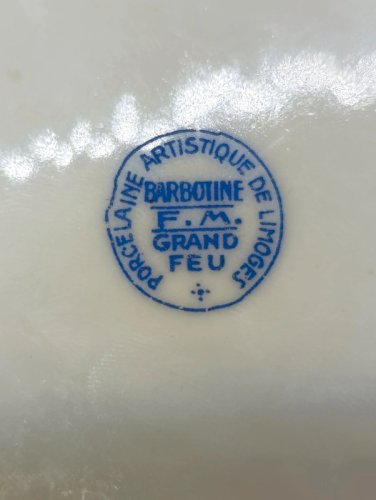 PORCELAINE ARTISTIQUE DE LIMOGES
BARBOTINE
F.M.
GRAND
FEU